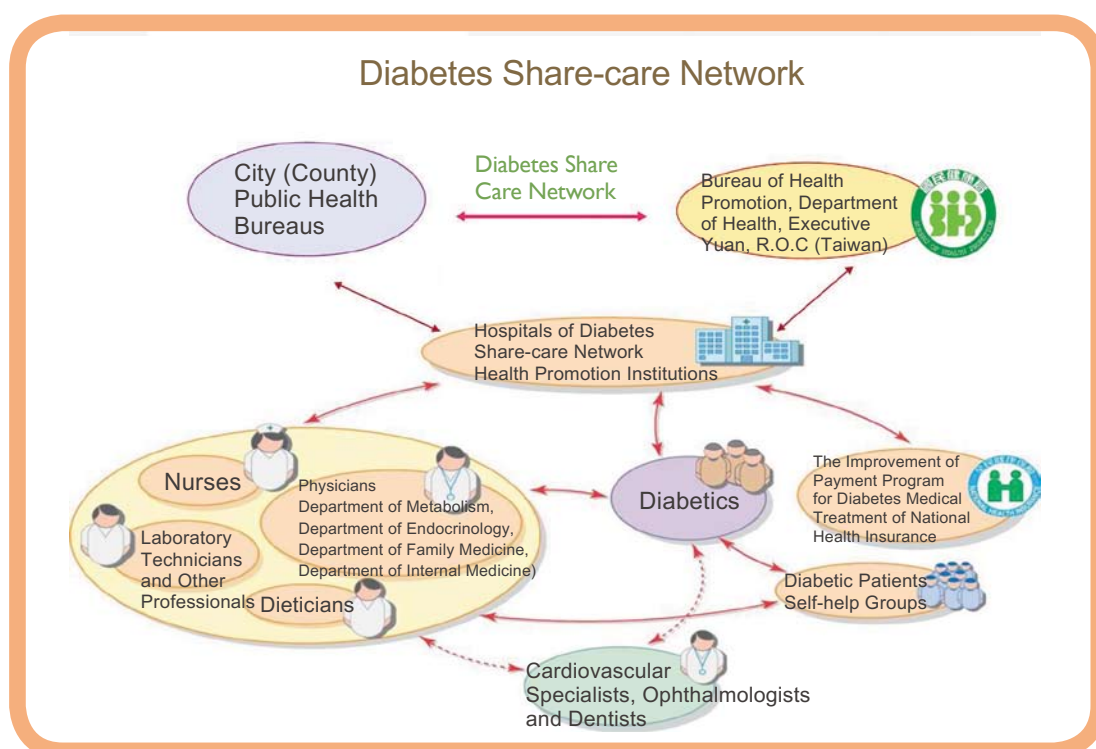 Diabetes Share-care Network
City (County)
Public Health
Bureaus
Diabetes Share
Care Network
Bureau of Health
Promotion, Department
of Health, Executive
Yuan, R.O.C (Taiwan)
Hospitals of Diabetes
Share-care Network
Health Promotion Institutions
Nurses
Physicians
Department of Metabolism,
Department of Endocrinology,
Department of Family Medicine,
Department of Internal Medicine)
Laboratory
Technicians
and Other
Professionals
Dieticians
Diabetics
The Improvement of
Payment Program
for Diabetes Medical
Treatment of National
Health Insurance
Diabetic Patients
Self-help Groups
Cardiovascular
Specialists, Ophthalmologists
and Dentists